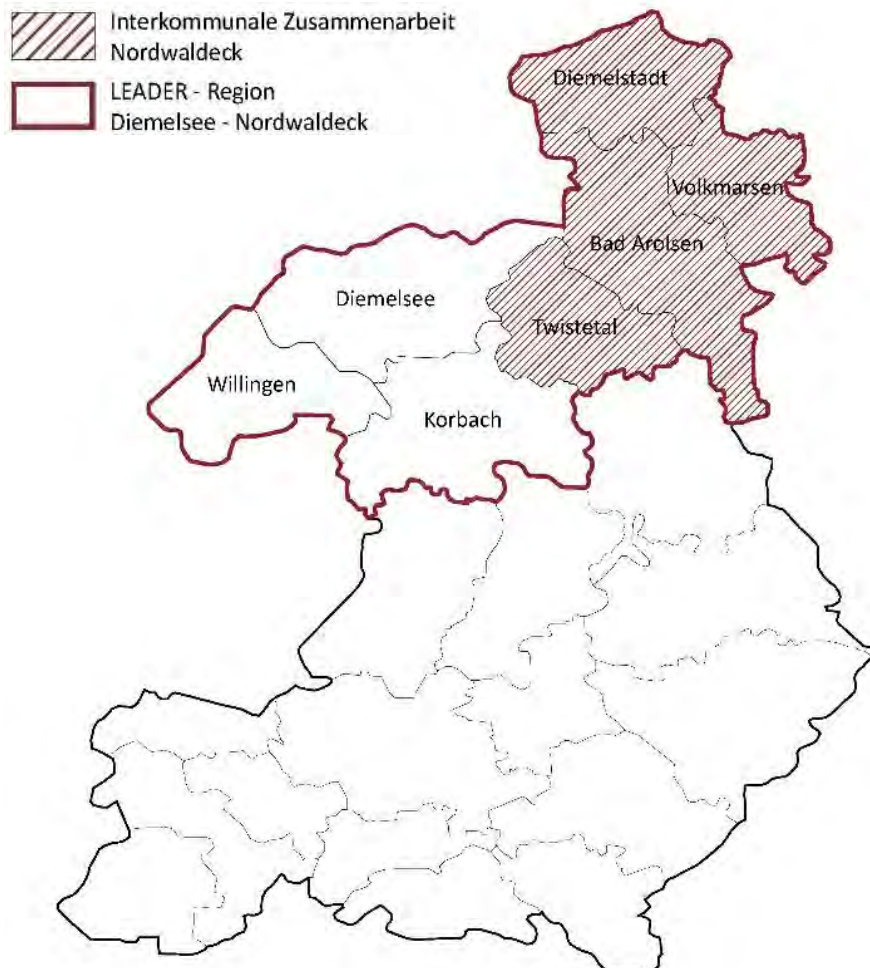 Interkommunale Zusammenarbeit
Nordwaldeck
LEADER - Region
Diemelsee - Nordwaldeck
Diemelstadt
Volkmarsen
Bad Arolsen
Diemelsee
Twistetal
Willingen
Korbach